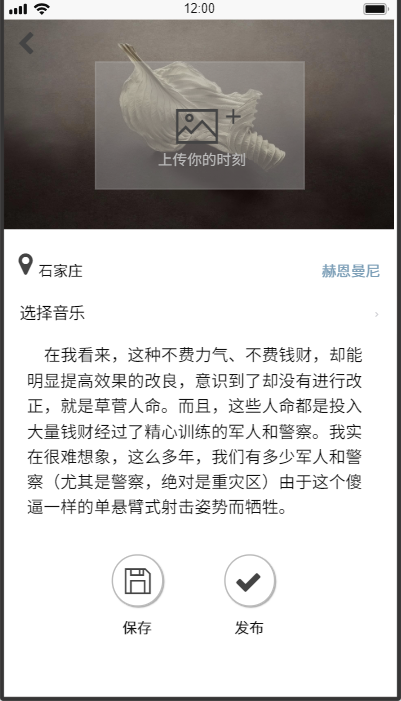 12:00
上传你的时刻
石家庄
赫恩曼尼
选择音乐
在我看来，这种不费力气、不费钱财，却能
明显提高效果的改良，意识到了却没有进行改
正，就是草菅人命。而且，这些人命都是投入
大量钱财经过了精心训练的军人和警察。我实
在很难想象，这么多年，我们有多少军人和警
察（尤其是警察，绝对是重灾区）由于这个傻
逼一样的单悬臂式射击姿势而牺牲。
保存
发布